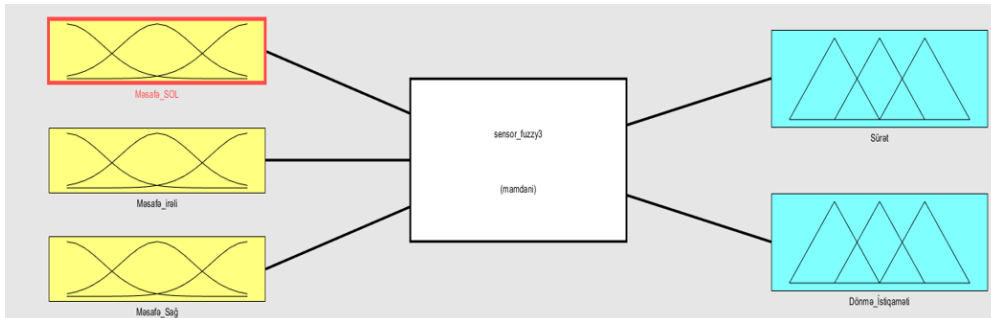 Məsafə_SOL
Məsafə_irəli
Məsafə_Sağ
sensor_fuzzy3
(mamdani)
Sürət
Dönmə_İstiqaməti